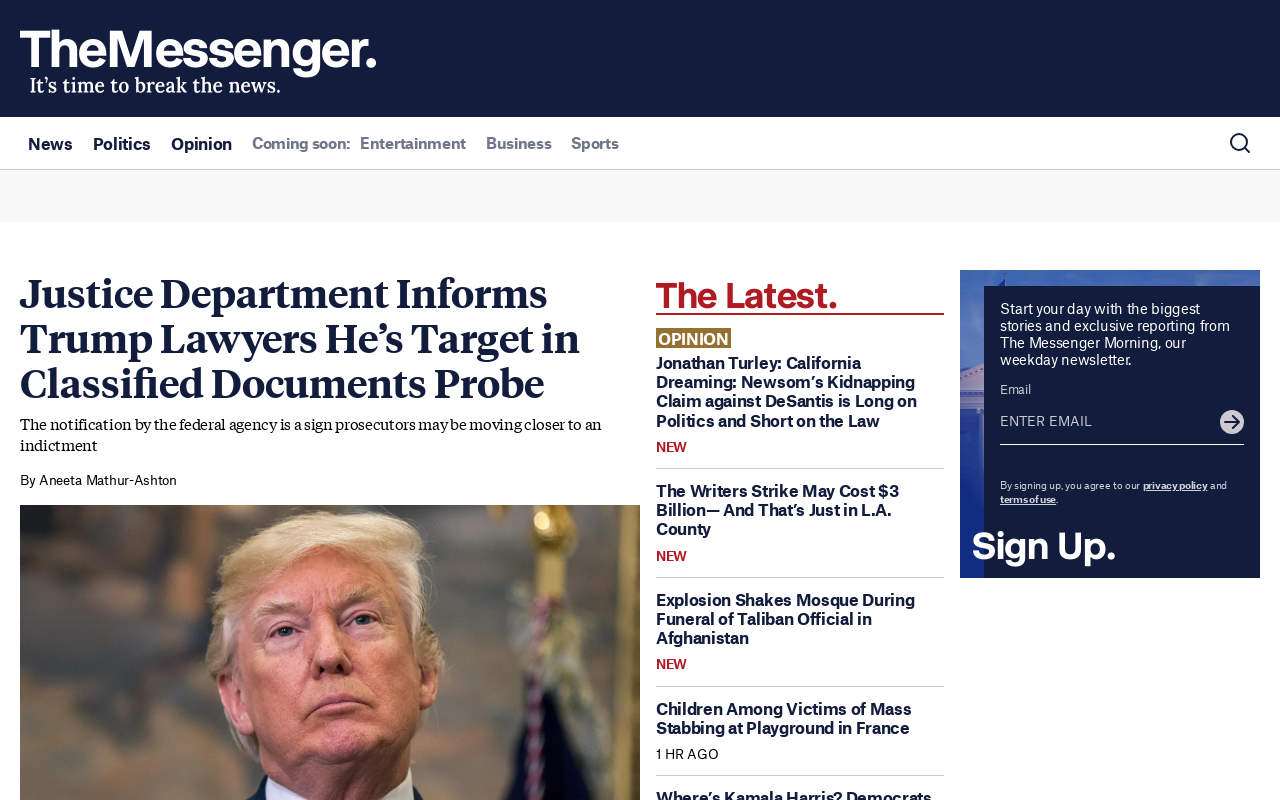 TheMessenger.
It's time to break the news.
News Politics Opinion Coming soon: Entertainment Business Sports
Justice Department Informs
Trump Lawyers He's Target in
Classified Documents Probe
The notification by the federal agency is a sign prosecutors may be moving closer to an
indictment
By Aneeta Mathur-Ashton
The Latest.
OPINION
Jonathan Turley: California
Dreaming: Newsom's Kidnapping
Claim against DeSantis is Long on
Politics and Short on the Law
NEW
The Writers Strike May Cost $3
Billion— And That's Just in L.A.
County
NEW
Explosion Shakes Mosque During
Funeral of Taliban Official in
Afghanistan
NEW
Children Among Victims of Mass
Stabbing at Playground in France
1 HR AGO
Where's Kamala Harris? Democrats
Start your day with the biggest
stories and exclusive reporting from
The Messenger Morning, our
weekday newsletter.
Email
ENTER EMAIL
By signing up, you agree to our privacy policy and
terms of use.
Sign Up.